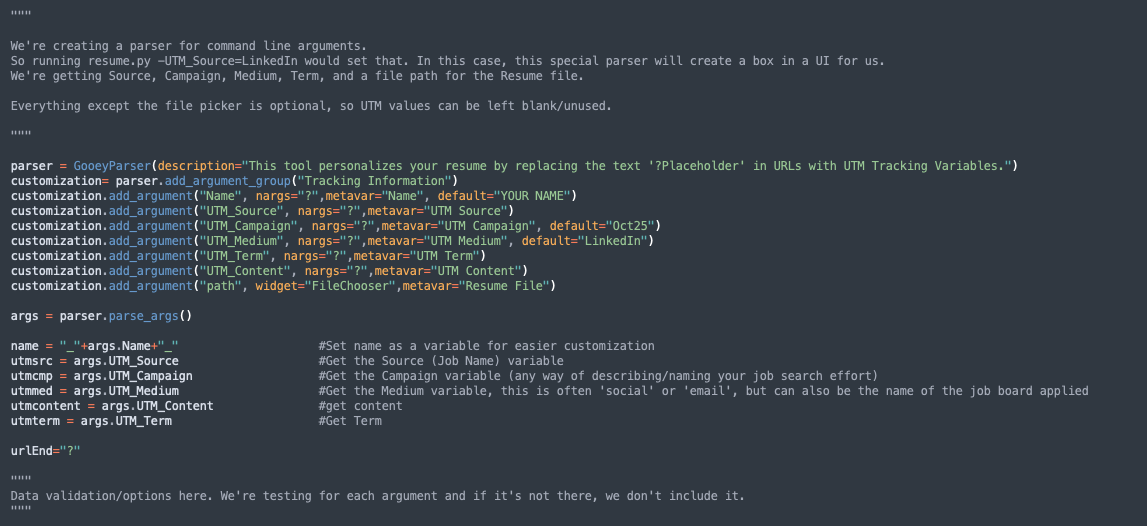 """
We're creating a parser for command line arguments.
So running resume.py –UTM_Source=LinkedIn would set that. In this case, this special parser will create a box in a UI for us.
We're getting Source, Campaign, Medium, Term, and a file path for the Resume file.
Everything except the file picker is optional, so UTM values can be left blank/unused.
"""
parser = GooeyParser(description="This tool personalizes your resume by replacing the text '?Placeholder' in URLs with UTM Tracking Variables.")
customization= parser.add_argument_group("Tracking Information")
customization.add_argument("Name", nargs="?",metavar="Name", default="YOUR NAME")
customization.add_argument("UTM_Source", nargs="?",metavar="UTM Source")
customization.add_argument("UTM_Campaign", nargs="?",metavar="UTM Campaign", default="Oct25")
customization.add_argument("UTM_Medium", nargs="?",metavar="UTM Medium", default="LinkedIn")
customization.add_argument("UTM_Term", nargs="?",metavar="UTM Term")
customization.add_argument("UTM_Content", nargs="?",metavar="UTM Content")
customization.add_argument("path", widget="FileChooser",metavar="Resume File")
args = parser.parse_args()
name = "_"+args.Name+"_" #Set name as a variable for easier customization
utmsrc = args.UTM_Source #Get the Source (Job Name) variable
utmcmp = args.UTM_Campaign #Get the Campaign variable (any way of describing/naming your job search effort)
utmmed = args.UTM_Medium #Get the Medium variable, this is often 'social' or 'email', but can also be the name of the job board applied
utmcontent = args.UTM_Content #get content
utmterm = args.UTM_Term #Get Term
urlEnd="?"
"""
Data validation/options here. We're testing for each argument and if it's not there, we don't include it.
"""